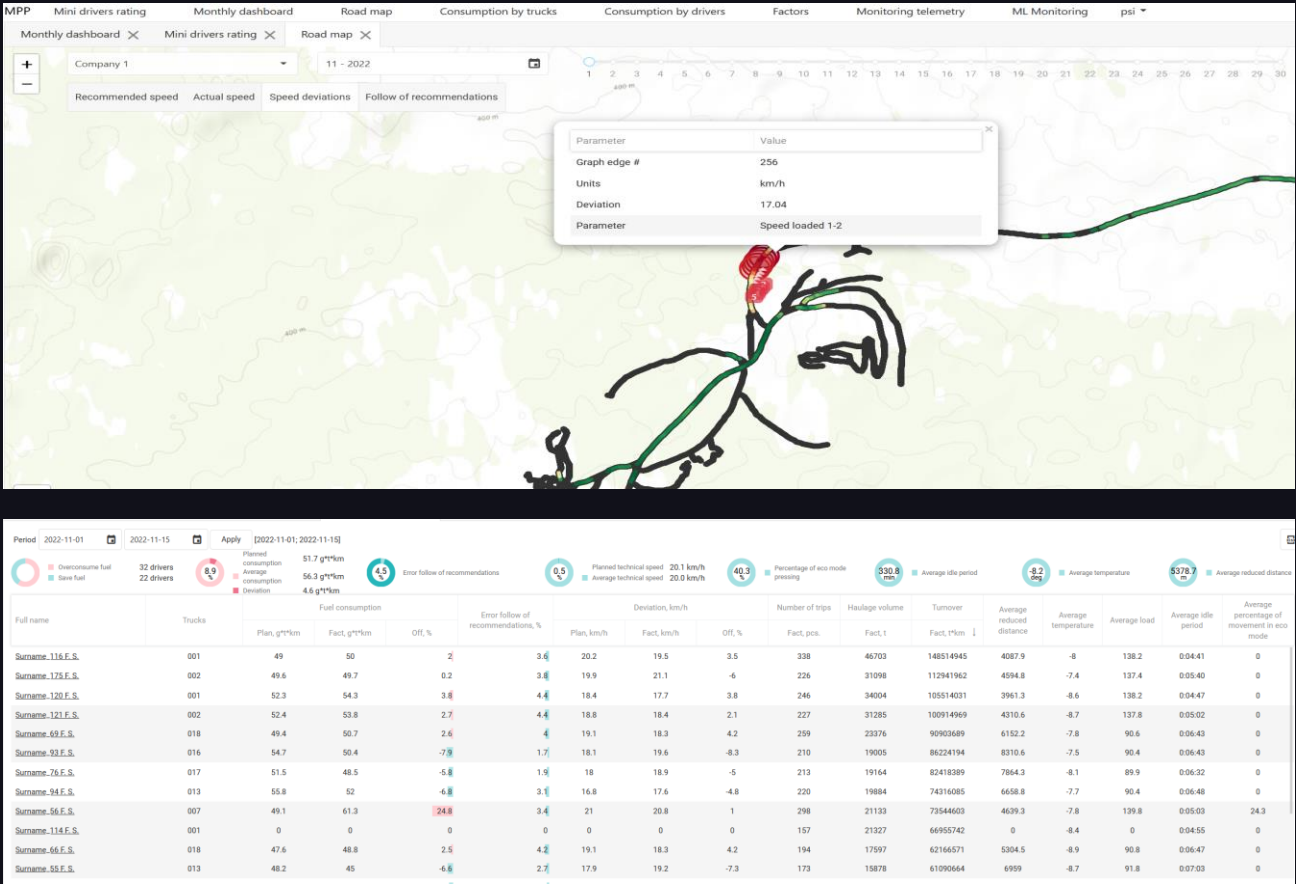 MPP Mini drivers rating Monthly dashboard Road map Consumption by trucks Consumption by drivers Factors Monitoring telemetry ML Monitoring psi
Monthly dashboard Mini drivers rating Road map
+
−
Company 1 11 - 2022
1 2 3 4 5 6 7 8 9 10 11 12 13 14 15 16 17 18 19 20 21 22 23 24 25 26 27 28 29 30
Recommended speed Actual speed Speed deviations Follow of recommendations
400 m
400 m
400 m
Parameter Value
Graph edge # 256
Units km/h
Deviation 17.04
Parameter Speed loaded 1-2
Period 2022-11-01 2022-11-15 Apply [2022-11-01; 2022-11-15]
Overconsume fuel 32 drivers
Save fuel 22 drivers
8.9 %
Planned consumption 51.7 g*t*km
Average consumption 56.3 g*t*km
Deviation 4.6 g*t*km
4.5 % Error follow of recommendations
0.5 %
Planned technical speed 20.1 km/h
Average technical speed 20.0 km/h
40.3 % Percentage of eco mode pressing
330.8 min Average idle period
-8.2 deg Average temperature
5378.7 m Average reduced distance
Full name Trucks Fuel consumption Error follow of recommendations, % Deviation, km/h Number of trips Haulage volume Turnover Average reduced distance Average temperature Average load Average idle period Average percentage of movement in eco mode
Plan, g*t*km Fact, g*t*km Off, % Plan, km/h Fact, km/h Off, % Fact, pcs. Fact, t Fact, t*km ↓
Surname_116 F. S. 001 49 50 2 3.6 20.2 19.5 3.5 338 46703 148514945 4087.9 -8 138.2 0:04:41 0
Surname_175 F. S. 002 49.6 49.7 0.2 3.8 19.9 21.1 -6 226 31098 112941962 4594.8 -7.4 137.4 0:05:40 0
Surname_120 F. S. 001 52.3 54.3 3.8 4.4 18.4 17.7 3.8 246 34004 105514031 3961.3 -8.6 138.2 0:04:47 0
Surname_121 F. S. 002 52.4 53.8 2.7 4.4 18.8 18.4 2.1 227 31285 100914969 4310.6 -8.7 137.8 0:05:02 0
Surname_69 F. S. 018 49.4 50.7 2.6 4 19.1 18.3 4.2 259 23376 90903689 6152.2 -7.8 90.6 0:06:43 0
Surname_93 F. S. 016 54.7 50.4 -7.9 1.7 18.1 19.6 -8.3 210 19005 86224194 8310.6 -7.5 90.4 0:06:43 0
Surname_76 F. S. 017 51.5 48.5 -5.8 1.9 18 18.9 -5 213 19164 82418389 7864.3 -8.1 89.9 0:06:32 0
Surname_94 F. S. 013 55.8 52 -6.8 3.1 16.8 17.6 -4.8 220 19884 74316085 6658.8 -7.7 90.4 0:06:48 0
Surname_56 F. S. 007 49.1 61.3 24.8 3.4 21 20.8 1 298 21133 73544603 4639.3 -7.8 139.8 0:05:03 24.3
Surname_114 F. S. 001 0 0 0 0 0 0 0 157 21327 66955742 0 -8.4 0 0:04:55 0
Surname_66 F. S. 018 47.6 48.8 2.5 4.2 19.1 18.3 4.2 194 17597 62166571 5304.5 -8.9 90.8 0:06:47 0
Surname_55 F. S. 013 48.2 45 -6.6 2.7 17.9 19.2 -7.3 173 15878 61090664 6959 -8.7 91.8 0:07:03 0